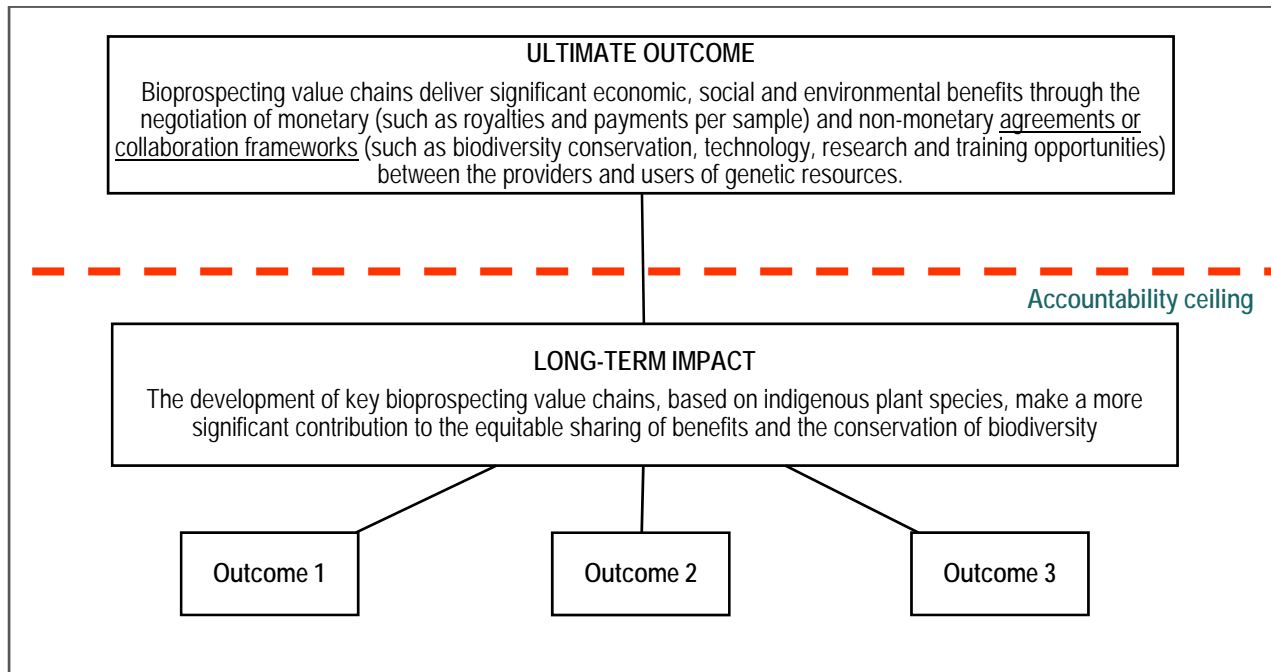 ULTIMATE OUTCOME
Bioprospecting value chains deliver significant economic, social and environmental benefits through the
negotiation of monetary (such as royalties and payments per sample) and non-monetary agreements or
collaboration frameworks (such as biodiversity conservation, technology, research and training opportunities)
between the providers and users of genetic resources.
Accountability ceiling
LONG-TERM IMPACT
The development of key bioprospecting value chains, based on indigenous plant species, make a more
significant contribution to the equitable sharing of benefits and the conservation of biodiversity
Outcome 1
Outcome 2
Outcome 3